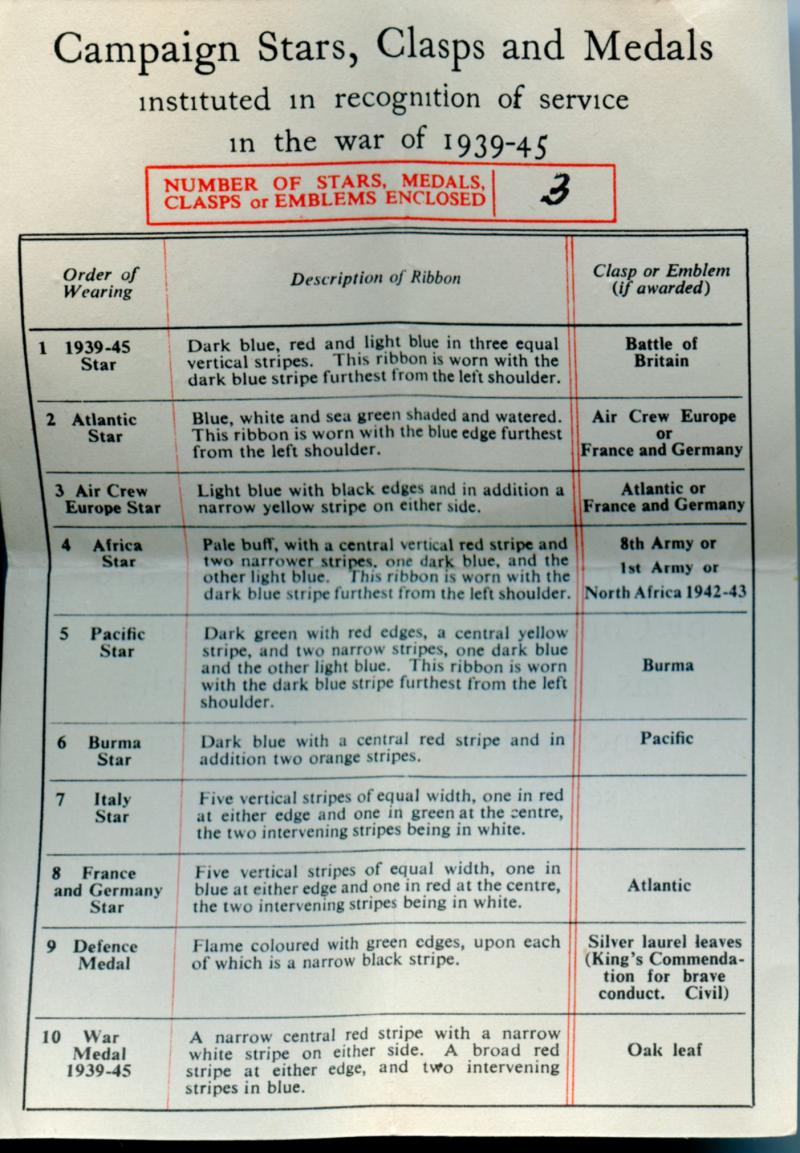 Campaign Stars, Clasps and Medals
instituted in recognition of service
in the war of 1939-45
NUMBER OF STARS, MEDALS,
CLASPS or EMBLEMS ENCLOSED
3
Order of
Wearing
Description of Ribbon
Clasp or Emblem
(if awarded)
1 1939-45
Star
Dark blue, red and light blue in three equal
vertical stripes. This ribbon is worn with the
dark blue stripe furthest from the left shoulder.
Battle of
Britain
2 Atlantic
Star
Blue, white and sea green shaded and watered.
This ribbon is worn with the blue edge furthest
from the left shoulder.
Air Crew Europe
or
France and Germany
3 Air Crew
Europe Star
Light blue with black edges and in addition a
narrow yellow stripe on either side.
Atlantic or
France and Germany
4 Africa
Star
Pale buff, with a central vertical red stripe and
two narrower stripes, one dark blue, and the
other light blue. This ribbon is worn with the
dark blue stripe furthest from the left shoulder.
8th Army or
1st Army or
North Africa 1942-43
5 Pacific
Star
Dark green with red edges, a central yellow
stripe, and two narrow stripes, one dark blue
and the other light blue. This ribbon is worn
with the dark blue stripe furthest from the left
shoulder.
Burma
6 Burma
Star
Dark blue with a central red stripe and in
addition two orange stripes.
Pacific
7 Italy
Star
Five vertical stripes of equal width, one in red
at either edge and one in green at the centre,
the two intervening stripes being in white.
8 France
and Germany
Star
Five vertical stripes of equal width, one in
blue at either edge and one in red at the centre,
the two intervening stripes being in white.
Atlantic
9 Defence
Medal
Flame coloured with green edges, upon each
of which is a narrow black stripe.
Silver laurel leaves
(King's Commenda-
tion for brave
conduct. Civil)
10 War
Medal
1939-45
A narrow central red stripe with a narrow
white stripe on either side. A broad red
stripe at either edge, and two intervening
stripes in blue.
Oak leaf